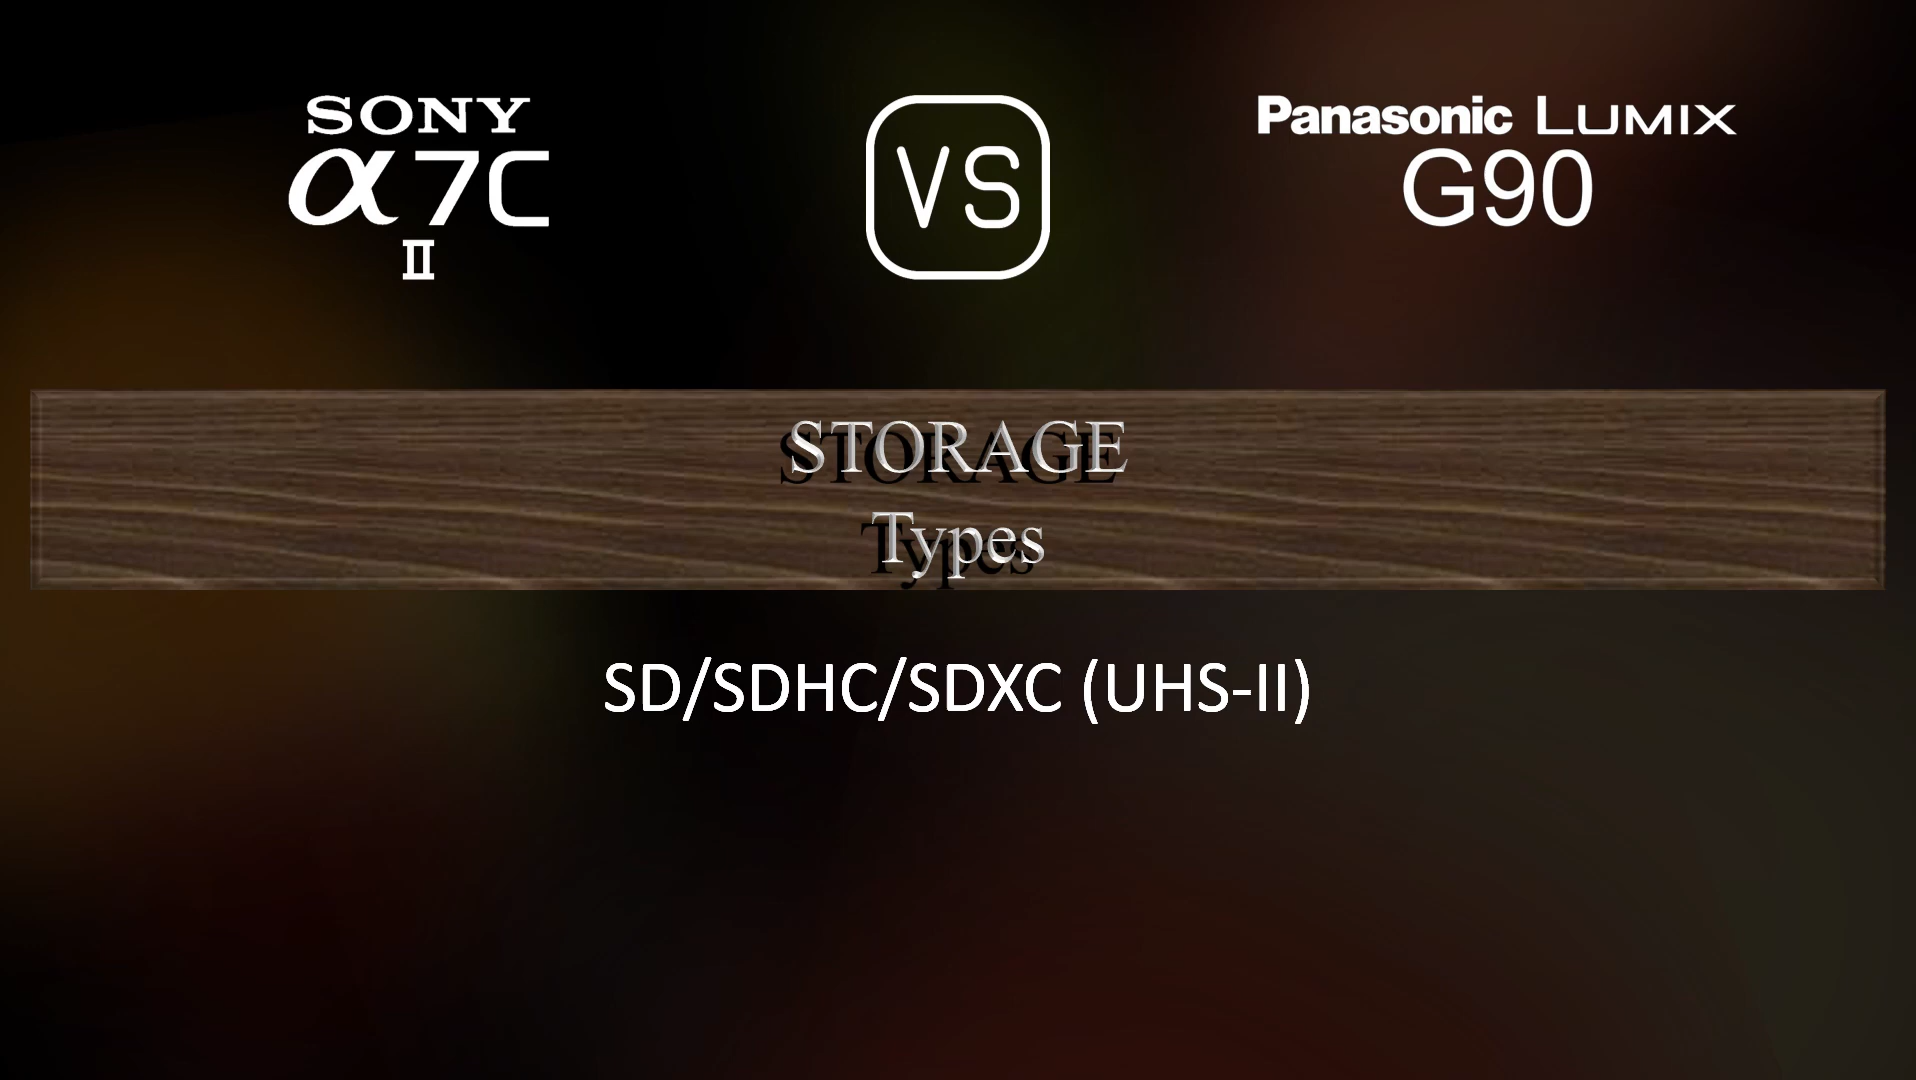 SONY
α7C
II
VS
Panasonic LUMIX
G90
STORAGE
Types
SD/SDHC/SDXC (UHS-II)